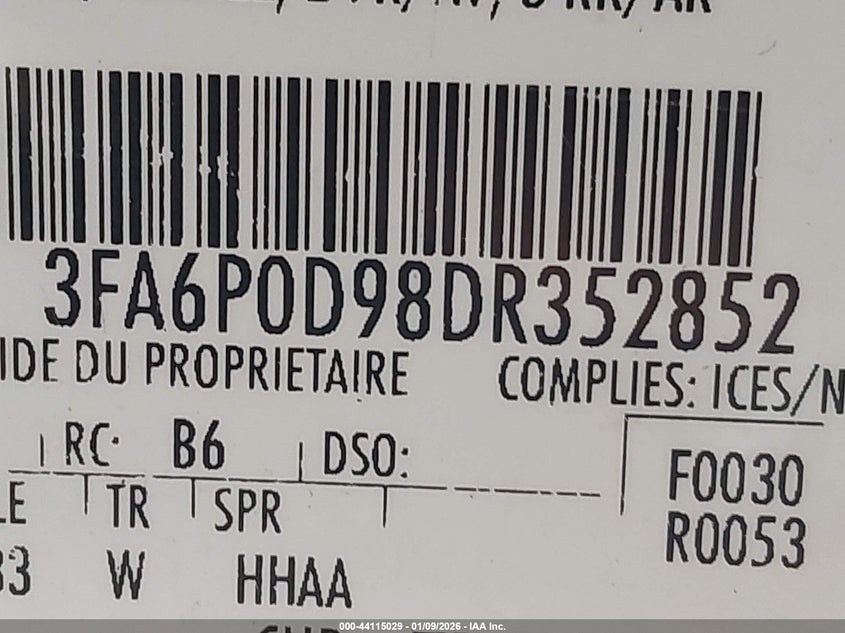 3FA6P0D98DR352852
IDE DU PROPRIETAIRE COMPLIES: ICES/N
RC: B6 DSO:
F0030
LE TR SPR
R0053
33 W HHAA
000-44115029 - 01/09/2026 - IAA Inc.